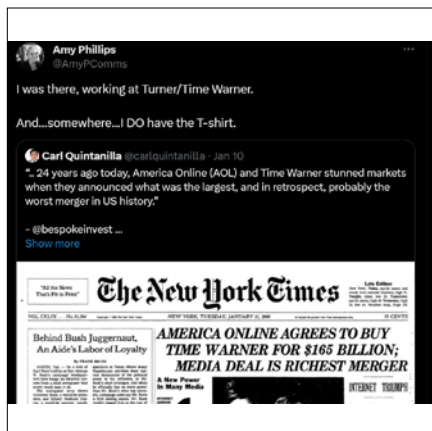 Amy Phillips
@AmyPComms
I was there, working at Turner/Time Warner.
And...somewhere...I DO have the T-shirt.
Carl Quintanilla @carlquintanilla · Jan 10
“.. 24 years ago today, America Online (AOL) and Time Warner stunned markets
when they announced what was the largest, and in retrospect, probably the
worst merger in US history.”
- @bespokeinvest ...
Show more
"All the News
That's Fit to Print"
The New York Times
Late Edition
NEW YORK, TUESDAY, JANUARY 11, 2000
Behind Bush Juggernaut,
An Aide's Labor of Loyalty
AMERICA ONLINE AGREES TO BUY
TIME WARNER FOR $165 BILLION;
MEDIA DEAL IS RICHEST MERGER
A New Power
In Many Media
INTERNET TRIUMPH